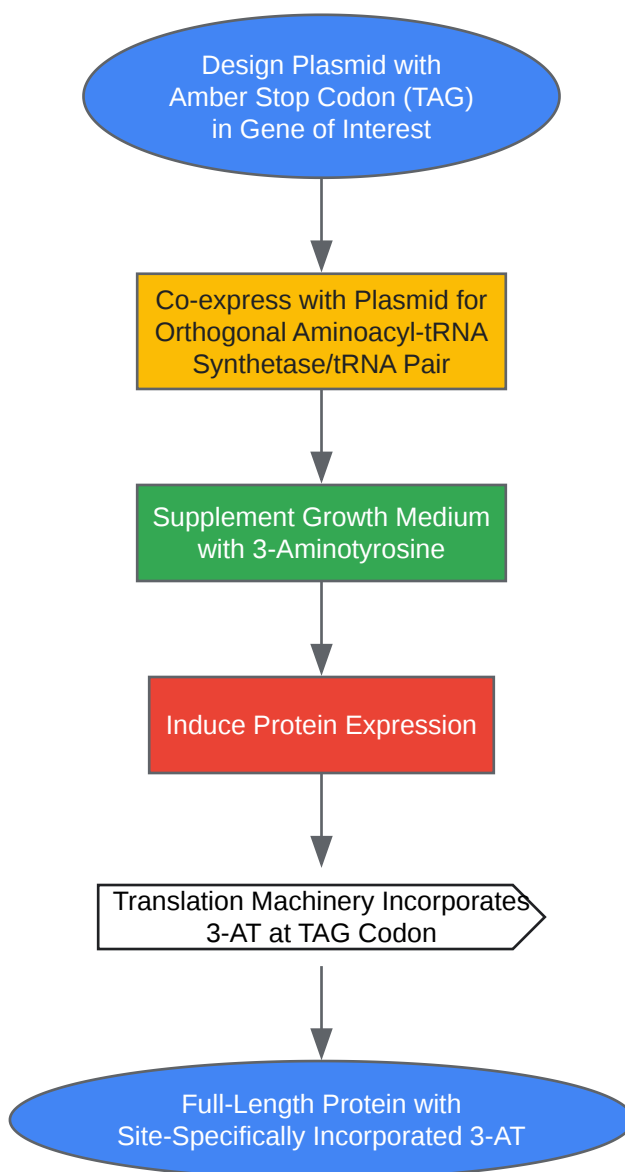 Design Plasmid with
Amber Stop Codon (TAG)
in Gene of Interest
Co-express with Plasmid for
Orthogonal Aminoacyl-tRNA
Synthetase/tRNA Pair
Supplement Growth Medium
with 3-Aminotyrosine
Induce Protein Expression
Translation Machinery Incorporates
3-AT at TAG Codon
Full-Length Protein with
Site-Specifically Incorporated 3-AT